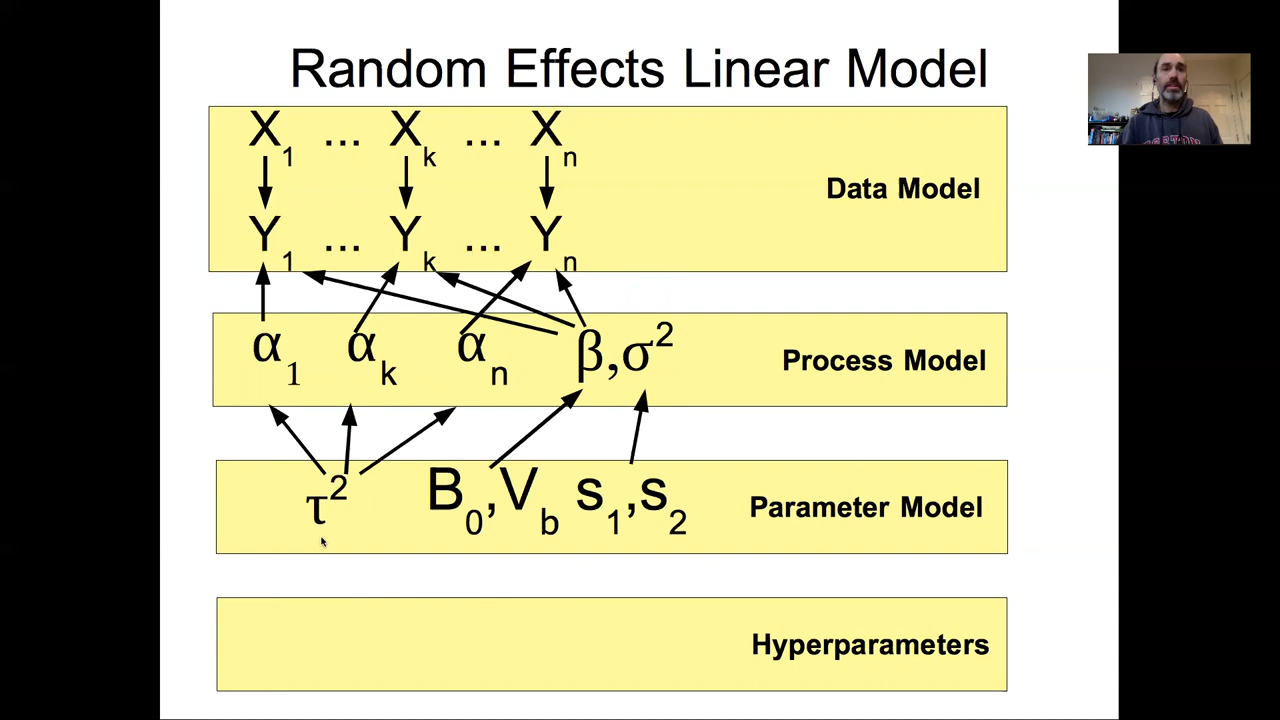 Random Effects Linear Model
X₁ ... Xₖ ... Xₙ
Data Model
Y₁ ... Yₖ ... Yₙ
α₁ αₖ αₙ β,σ²
Process Model
τ² B₀,V_b s₁,s₂
Parameter Model
Hyperparameters